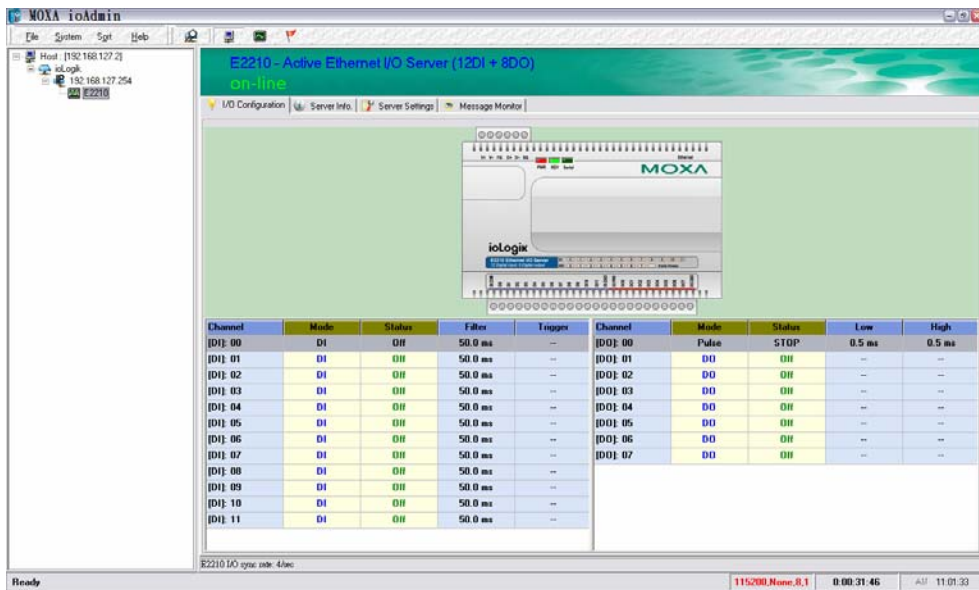 MOXA ioAdmin
File System Sort Help
Host : [192.168.127.2]
ioLogik
192.168.127.254
E2210
E2210 - Active Ethernet I/O Server (12DI + 8DO)
on-line
I/O Configuration Server Info. Server Settings Message Monitor
MOXA
ioLogik
E2210 Ethernet I/O Server
Channel Mode Status Filter Trigger
[DI]: 00 DI Off 50.0 ms --
[DI]: 01 DI Off 50.0 ms --
[DI]: 02 DI Off 50.0 ms --
[DI]: 03 DI Off 50.0 ms --
[DI]: 04 DI Off 50.0 ms --
[DI]: 05 DI Off 50.0 ms --
[DI]: 06 DI Off 50.0 ms --
[DI]: 07 DI Off 50.0 ms --
[DI]: 08 DI Off 50.0 ms --
[DI]: 09 DI Off 50.0 ms --
[DI]: 10 DI Off 50.0 ms --
[DI]: 11 DI Off 50.0 ms --
Channel Mode Status Low High
[DO]: 00 Pulse STOP 0.5 ms 0.5 ms
[DO]: 01 DO Off -- --
[DO]: 02 DO Off -- --
[DO]: 03 DO Off -- --
[DO]: 04 DO Off -- --
[DO]: 05 DO Off -- --
[DO]: 06 DO Off -- --
[DO]: 07 DO Off -- --
E2210 I/O sync rate: 4/sec
Ready 115200,None,8,1 0:00:31:46 AM 11:01:33